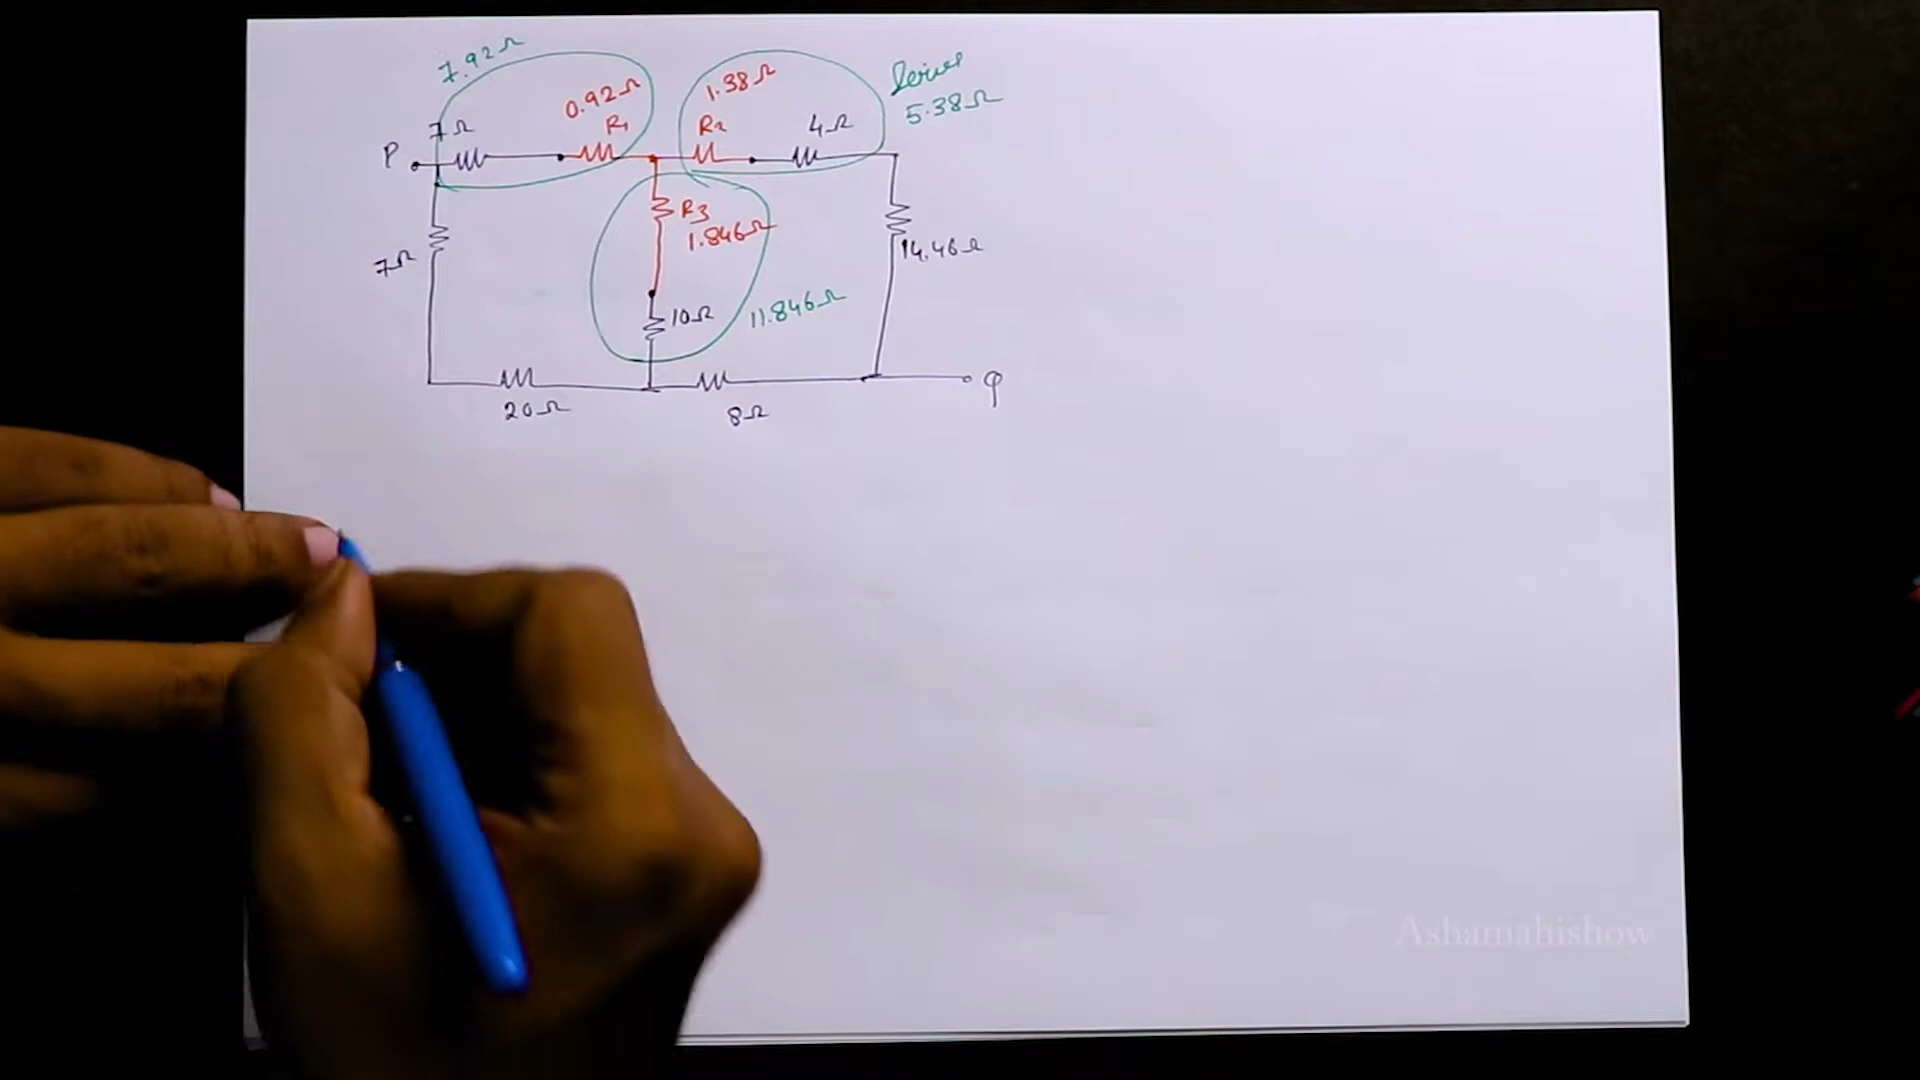 7.92Ω
0.92Ω
1.38Ω
Series
5.38Ω
7Ω
R1
R2
4Ω
P
R3
1.846Ω
7Ω
14.46Ω
10Ω
11.846Ω
20Ω
8Ω
Q
Ashamahishow